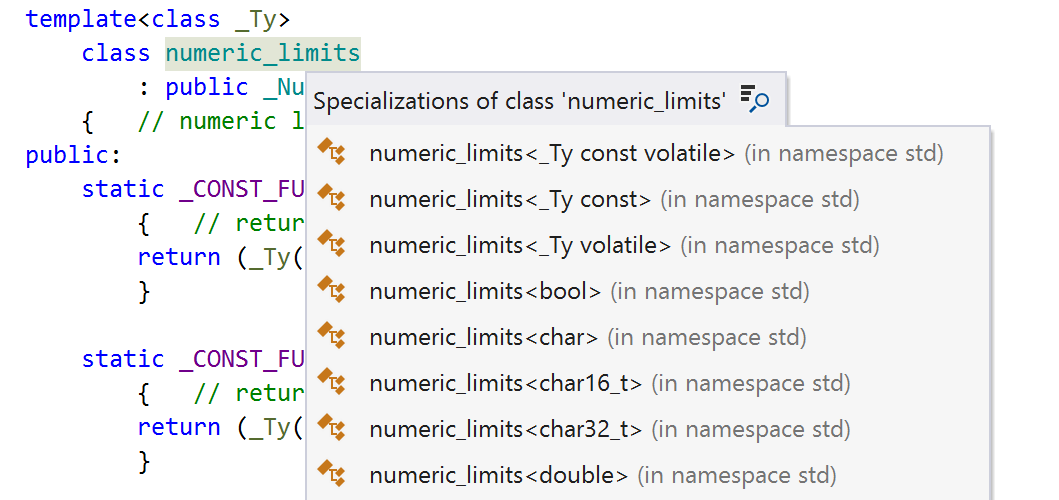 template<class _Ty>
class numeric_limits
: public _Nu
Specializations of class 'numeric_limits'
{ // numeric l
numeric_limits<_Ty const volatile> (in namespace std)
public:
static _CONST_FU
numeric_limits<_Ty const> (in namespace std)
{ // retur
numeric_limits<_Ty volatile> (in namespace std)
return (_Ty(
}
numeric_limits<bool> (in namespace std)
numeric_limits<char> (in namespace std)
static _CONST_FU
numeric_limits<char16_t> (in namespace std)
{ // retur
return (_Ty(
numeric_limits<char32_t> (in namespace std)
}
numeric_limits<double> (in namespace std)